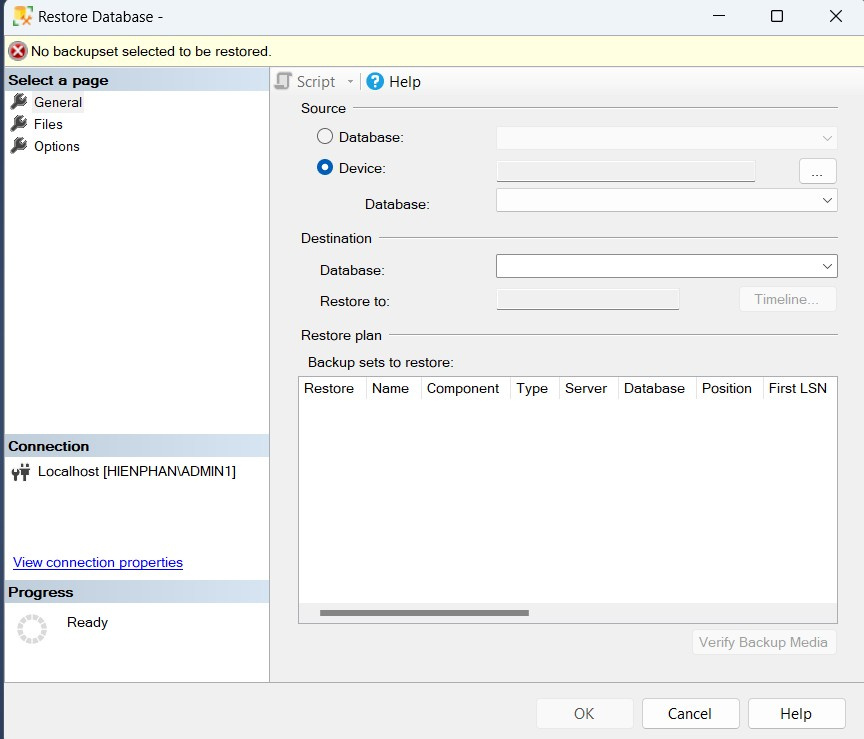 Restore Database -
No backupset selected to be restored.
Select a page
General
Files
Options
Connection
Localhost [HIENPHAN\ADMIN1]
View connection properties
Progress
Ready
Script
Help
Source
Database:
Device:
...
Database:
Destination
Database:
Restore to:
Timeline...
Restore plan
Backup sets to restore:
Restore Name Component Type Server Database Position First LSN
Verify Backup Media
OK Cancel Help